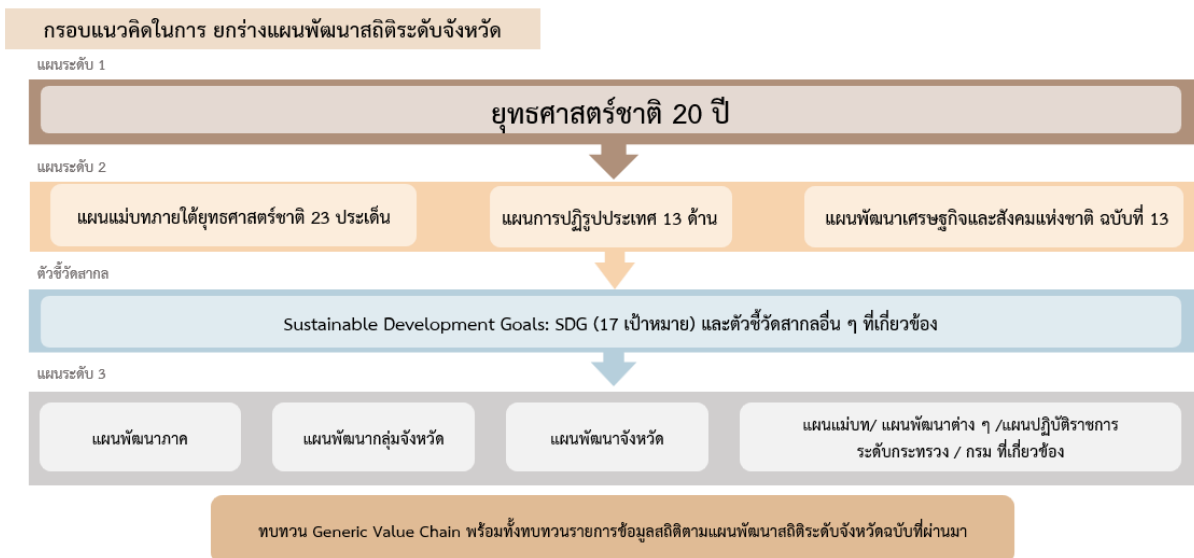 กรอบแนวคิดในการ ยกร่างแผนพัฒนาสถิติระดับจังหวัด
แผนระดับ 1
ยุทธศาสตร์ชาติ 20 ปี
แผนระดับ 2
แผนแม่บทภายใต้ยุทธศาสตร์ชาติ 23 ประเด็น
แผนการปฏิรูปประเทศ 13 ด้าน
แผนพัฒนาเศรษฐกิจและสังคมแห่งชาติ ฉบับที่ 13
ตัวชี้วัดสากล
Sustainable Development Goals: SDG (17 เป้าหมาย) และตัวชี้วัดสากลอื่น ๆ ที่เกี่ยวข้อง
แผนระดับ 3
แผนพัฒนาภาค
แผนพัฒนากลุ่มจังหวัด
แผนพัฒนาจังหวัด
แผนแม่บท/ แผนพัฒนาต่าง ๆ /แผนปฏิบัติราชการ
ระดับกระทรวง / กรม ที่เกี่ยวข้อง
ทบทวน Generic Value Chain พร้อมทั้งทบทวนรายการข้อมูลสถิติตามแผนพัฒนาสถิติระดับจังหวัดฉบับที่ผ่านมา